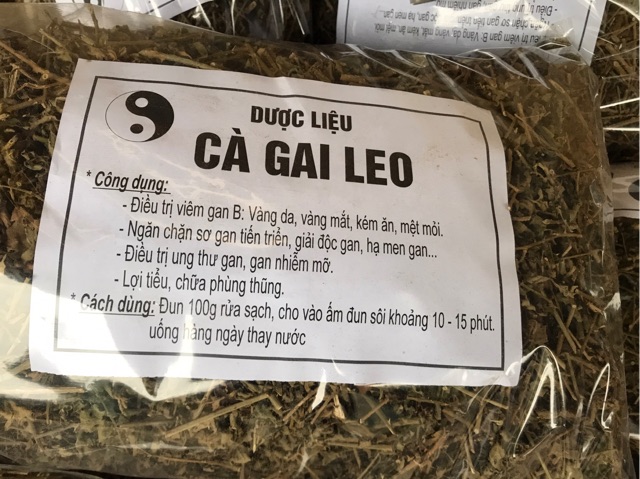 DƯỢC LIỆU
CÀ GAI LEO
* Công dụng:
- Điều trị viêm gan B: Vàng da, vàng mắt, kém ăn, mệt mỏi.
- Ngăn chặn sơ gan tiến triển, giải độc gan, hạ men gan...
- Điều trị ung thư gan, gan nhiễm mỡ.
- Lợi tiểu, chữa phùng thũng.
* Cách dùng: Đun 100g rửa sạch, cho vào ấm đun sôi khoảng 10 - 15 phút.
uống hàng ngày thay nước